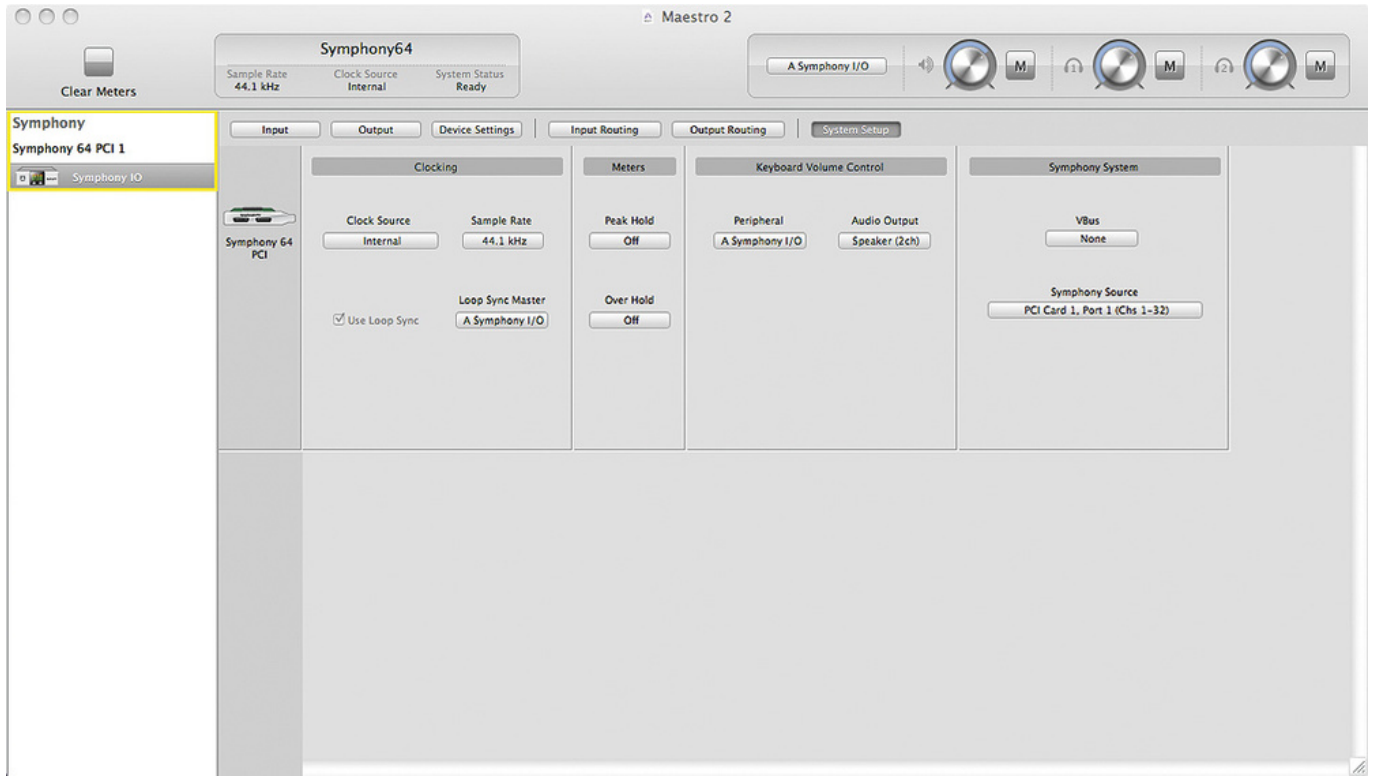 Maestro 2
Clear Meters
Symphony64
Sample Rate Clock Source System Status
44.1 kHz Internal Ready
A Symphony I/O M 1 M 2 M
Symphony
Symphony 64 PCI 1
Symphony IO
Input Output Device Settings Input Routing Output Routing System Setup
Clocking Meters Keyboard Volume Control Symphony System
Symphony 64
PCI
Clock Source Sample Rate Peak Hold Peripheral Audio Output VBus
Internal 44.1 kHz Off A Symphony I/O Speaker (2ch) None
Loop Sync Master Over Hold Symphony Source
Use Loop Sync A Symphony I/O Off PCI Card 1, Port 1 (Chs 1-32)